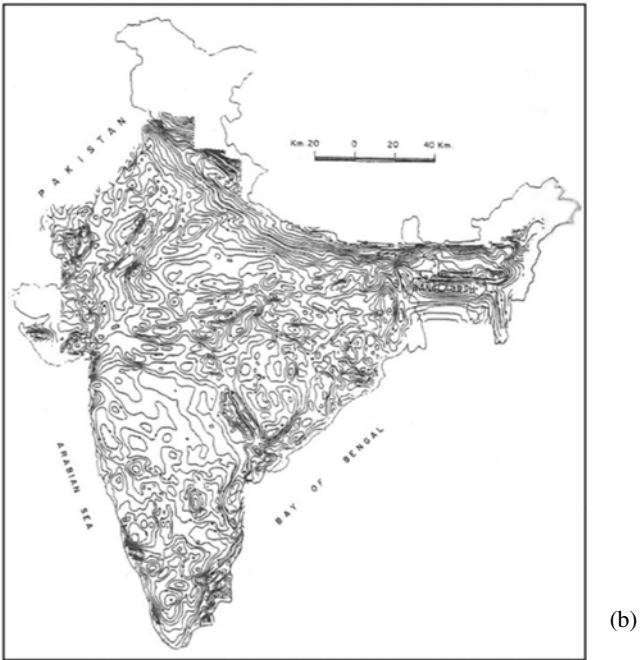 PAKISTAN
Km. 20 0 20 40 Km.
BANGLADESH
ARABIAN SEA
BAY OF BENGAL
(b)